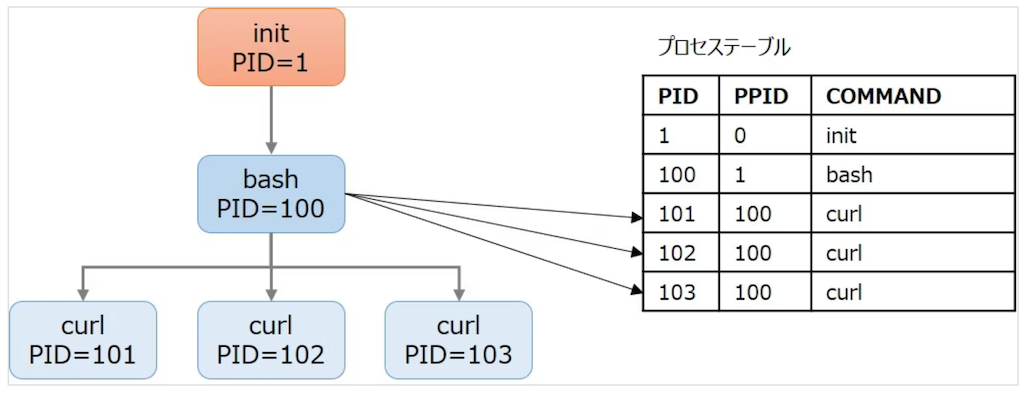 init
PID=1
bash
PID=100
curl
PID=101
curl
PID=102
curl
PID=103
プロセステーブル
PID PPID COMMAND
1 0 init
100 1 bash
101 100 curl
102 100 curl
103 100 curl